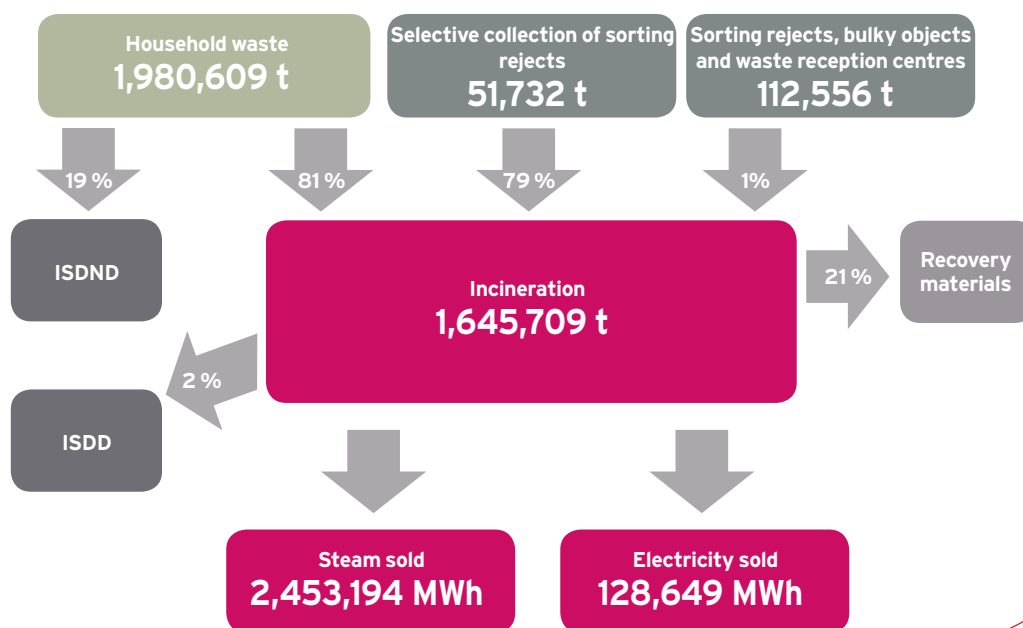 Household waste
1,980,609 t
Selective collection of sorting
rejects
51,732 t
Sorting rejects, bulky objects
and waste reception centres
112,556 t
19 %
81 %
79 %
1%
ISDND
Incineration
1,645,709 t
21 %
Recovery
materials
2 %
ISDD
Steam sold
2,453,194 MWh
Electricity sold
128,649 MWh